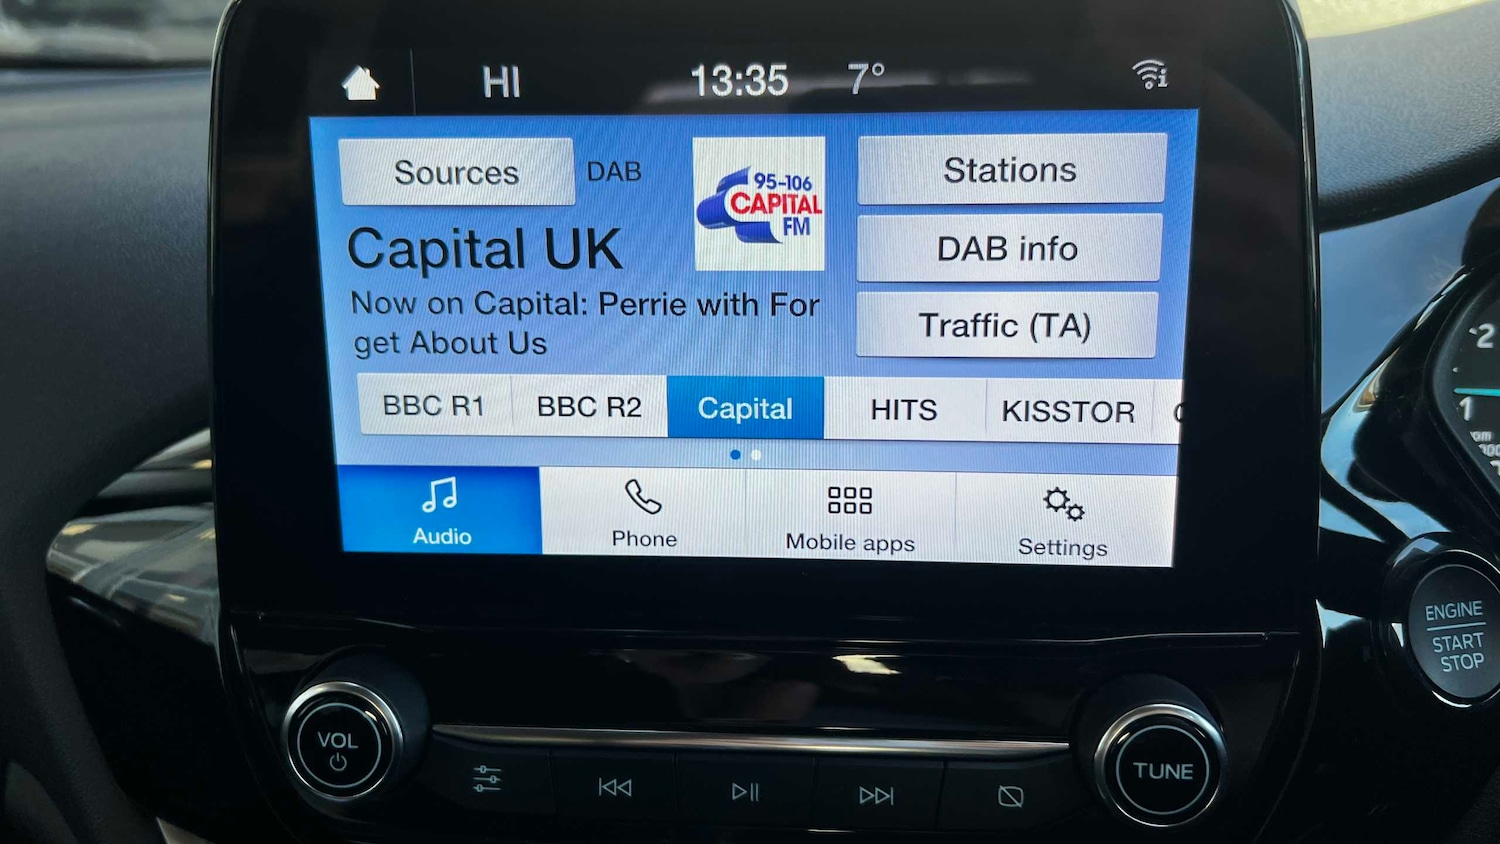 HI 13:35 7°
Sources DAB
95-106
CAPITAL
FM
Stations
Capital UK
DAB info
Now on Capital: Perrie with For
get About Us
Traffic (TA)
BBC R1 BBC R2 Capital HITS KISSTOR
Audio Phone Mobile apps Settings
VOL
TUNE
ENGINE
START
STOP
2
1